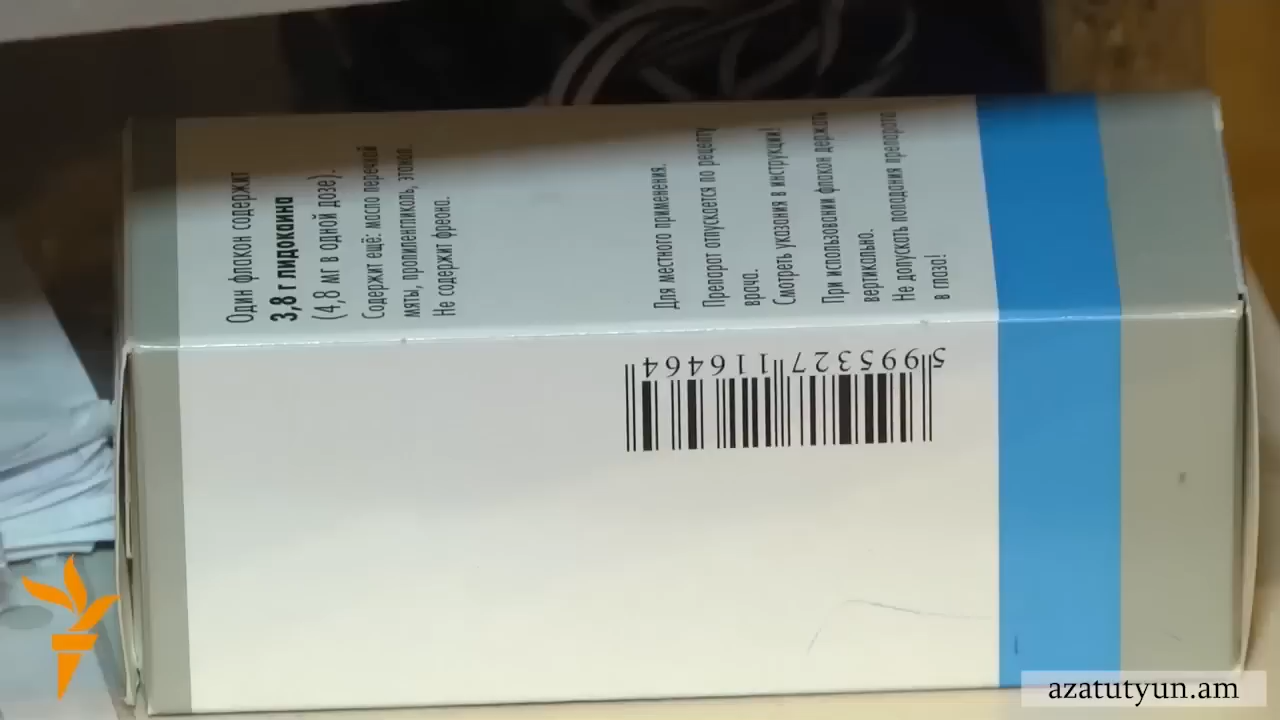 Один флакон содержит
3,8 г лидокаина
(4,8 мг в одной дозе).
Содержит ещё: масло перечной
мяты, пропиленгликоль, этанол.
Не содержит фреона.
Для местного применения.
Препарат отпускается по рецепту
врача.
Смотреть указания в инструкции!
При использовании флакон держать
вертикально.
Не допускать попадания препарата
в глаза!
5 995327 116464
azatutyun.am